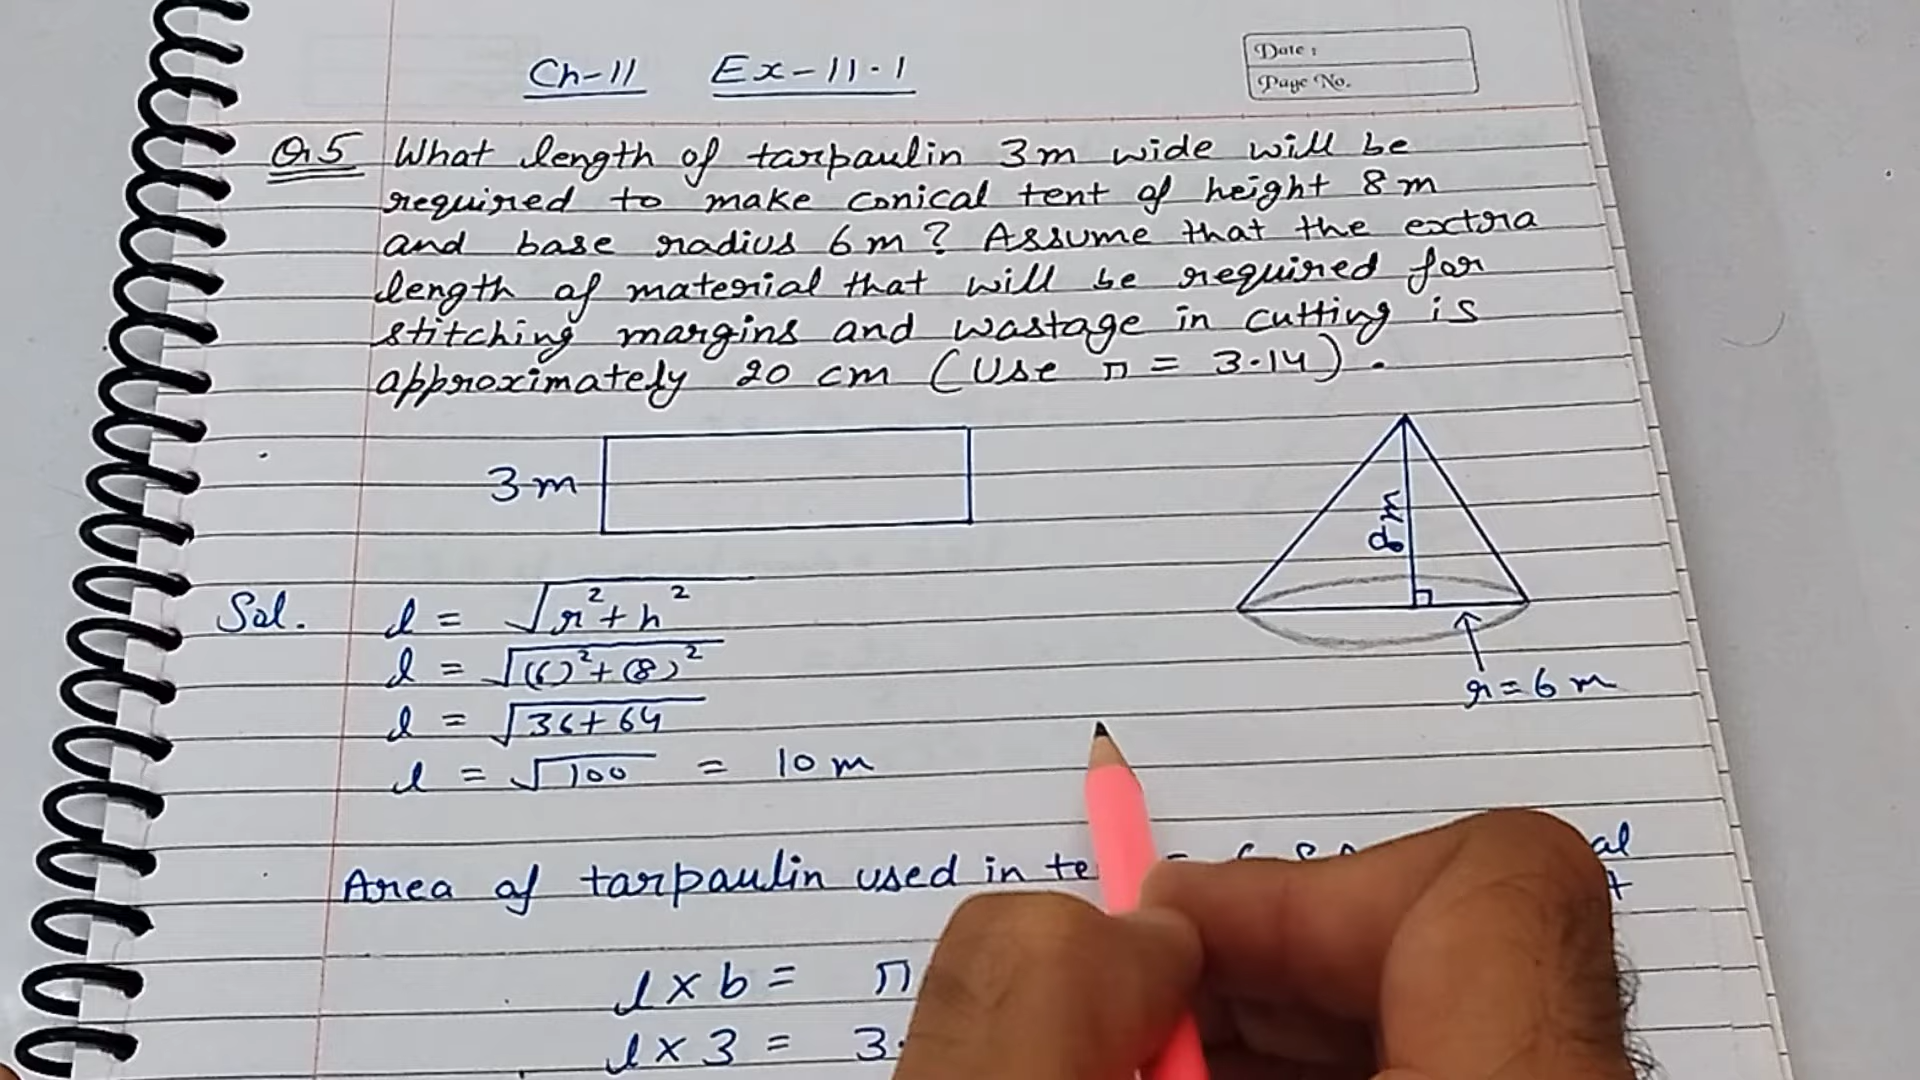 Ch-11 Ex-11.1
Date :
Page No.
Q5 What length of tarpaulin 3m wide will be
required to make conical tent of height 8m
and base radius 6m? Assume that the extra
length of material that will be required for
stitching margins and wastage in cutting is
approximately 20 cm (Use π = 3.14).
3m
8m
r = 6 m
Sol. l = √r²+h²
l = √(6)²+(8)²
l = √36+64
l = √100 = 10 m
Area of tarpaulin used in
l × b = π
l × 3 = 3.